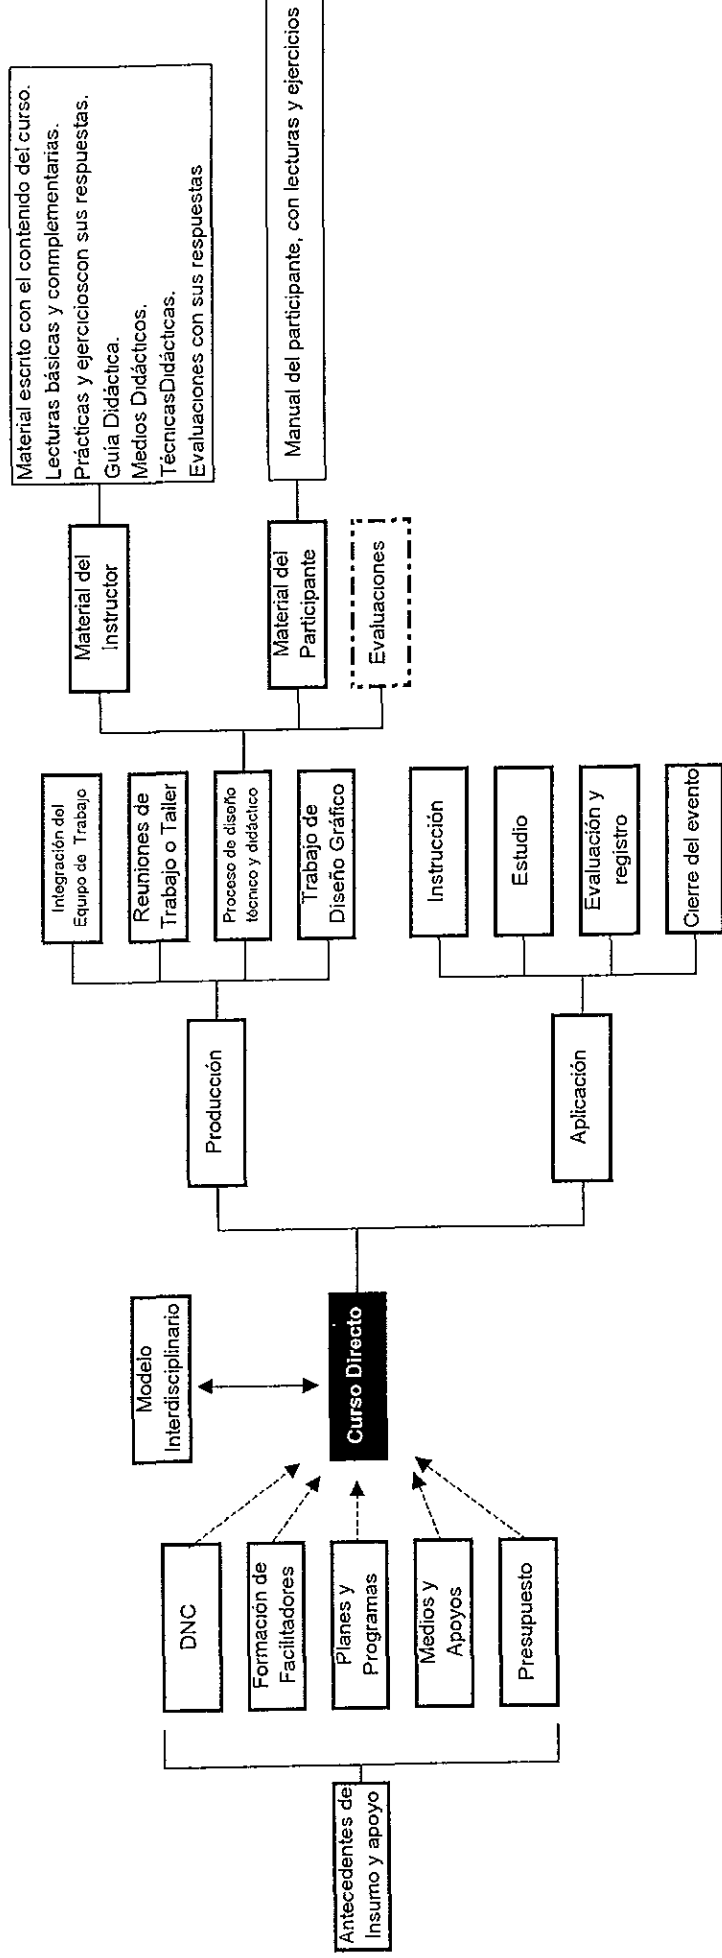 Antecedentes de
Insumo y apoyo
DNC
Formación de
Facilitadores
Planes y
Programas
Medios y
Apoyos
Presupuesto
Modelo
Interdisciplinario
Curso Directo
Producción
Aplicación
Integración del
Equipo de Trabajo
Reuniones de
Trabajo o Taller
Proceso de diseño
técnico y didáctico
Trabajo de
Diseño Gráfico
Instrucción
Estudio
Evaluación y
registro
Cierre del evento
Material del
Instructor
Material del
Participante
Evaluaciones
Material escrito con el contenido del curso.
Lecturas básicas y conmplementarias.
Prácticas y ejercicioscon sus respuestas.
Guía Didáctica.
Medios Didácticos.
TécnicasDidácticas.
Evaluaciones con sus respuestas
Manual del participante, con lecturas y ejercicios